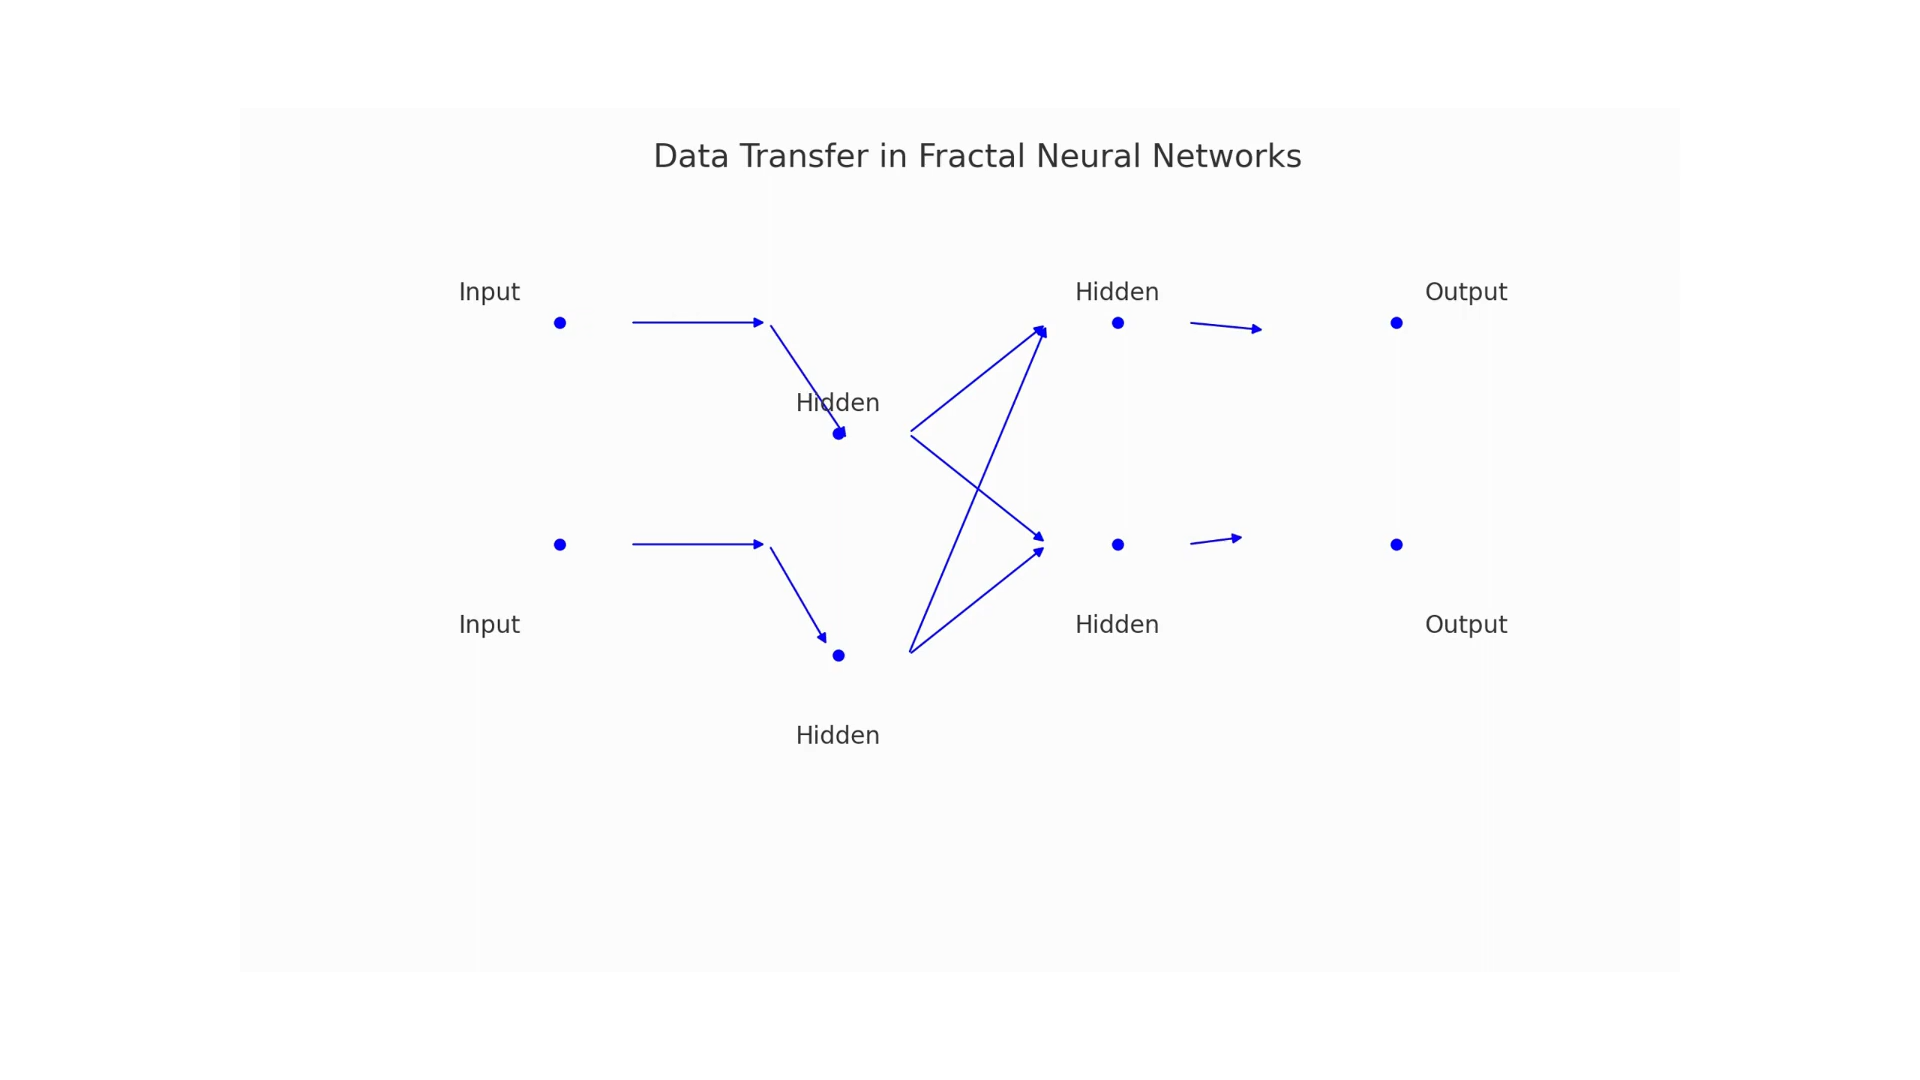 Data Transfer in Fractal Neural Networks
Input
Hidden
Output
Hidden
Input
Hidden
Output
Hidden